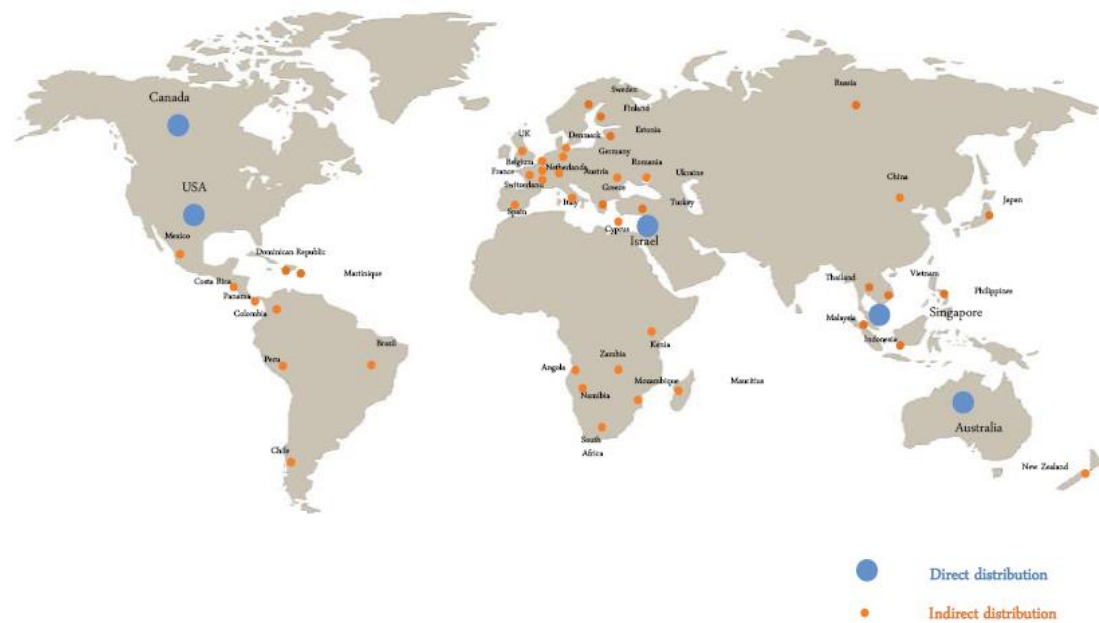 Sweden
Russia
Canada
Finland
UK
Denmark
Estonia
Belgium
Germany
France
Netherlands
Austria
Romania
Ukraine
China
Switzerland
Greece
USA
Italy
Turkey
Japan
Spain
Cyprus
Israel
Mexico
Dominican Republic
Costa Rica
Martinique
Panama
Colombia
Thailand
Vietnam
Philippines
Malaysia
Singapore
Indonesia
Brazil
Peru
Kenia
Angola
Zambia
Mozambique
Mauritius
Namibia
South
Africa
Australia
Chile
New Zealand
Direct distribution
Indirect distribution